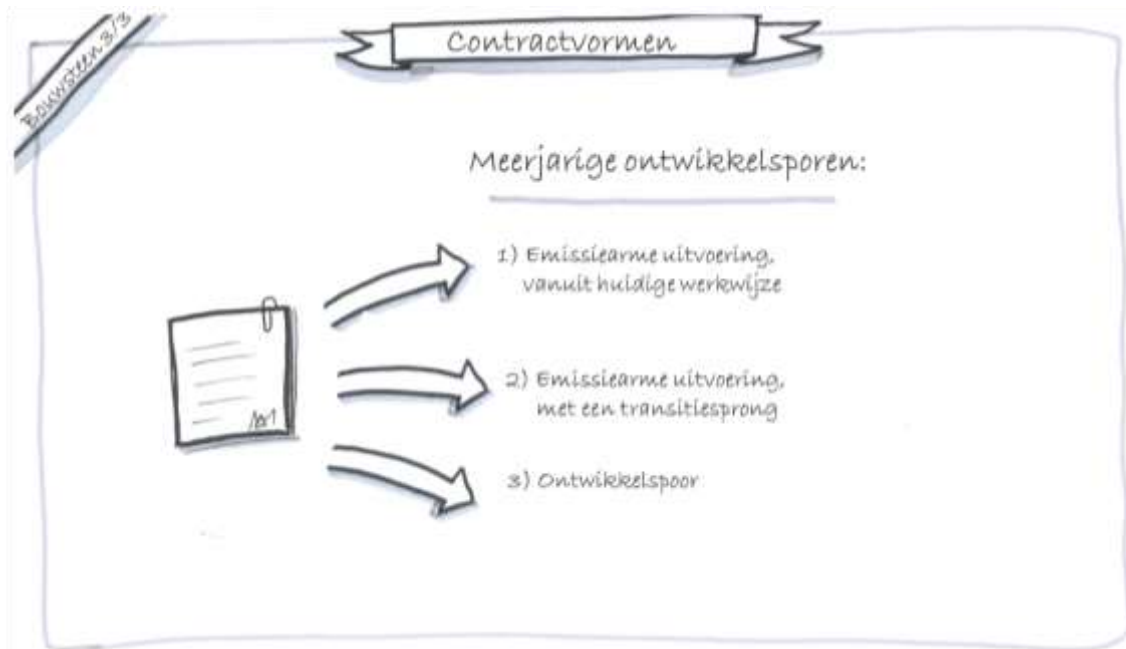 Bouwsteen 3/3
Contractvormen
Meerjarige ontwikkelsporen:
1) Emissiearme uitvoering,
vanuit huidige werkwijze
2) Emissiearme uitvoering,
met een transitiesprong
3) Ontwikkelspoor